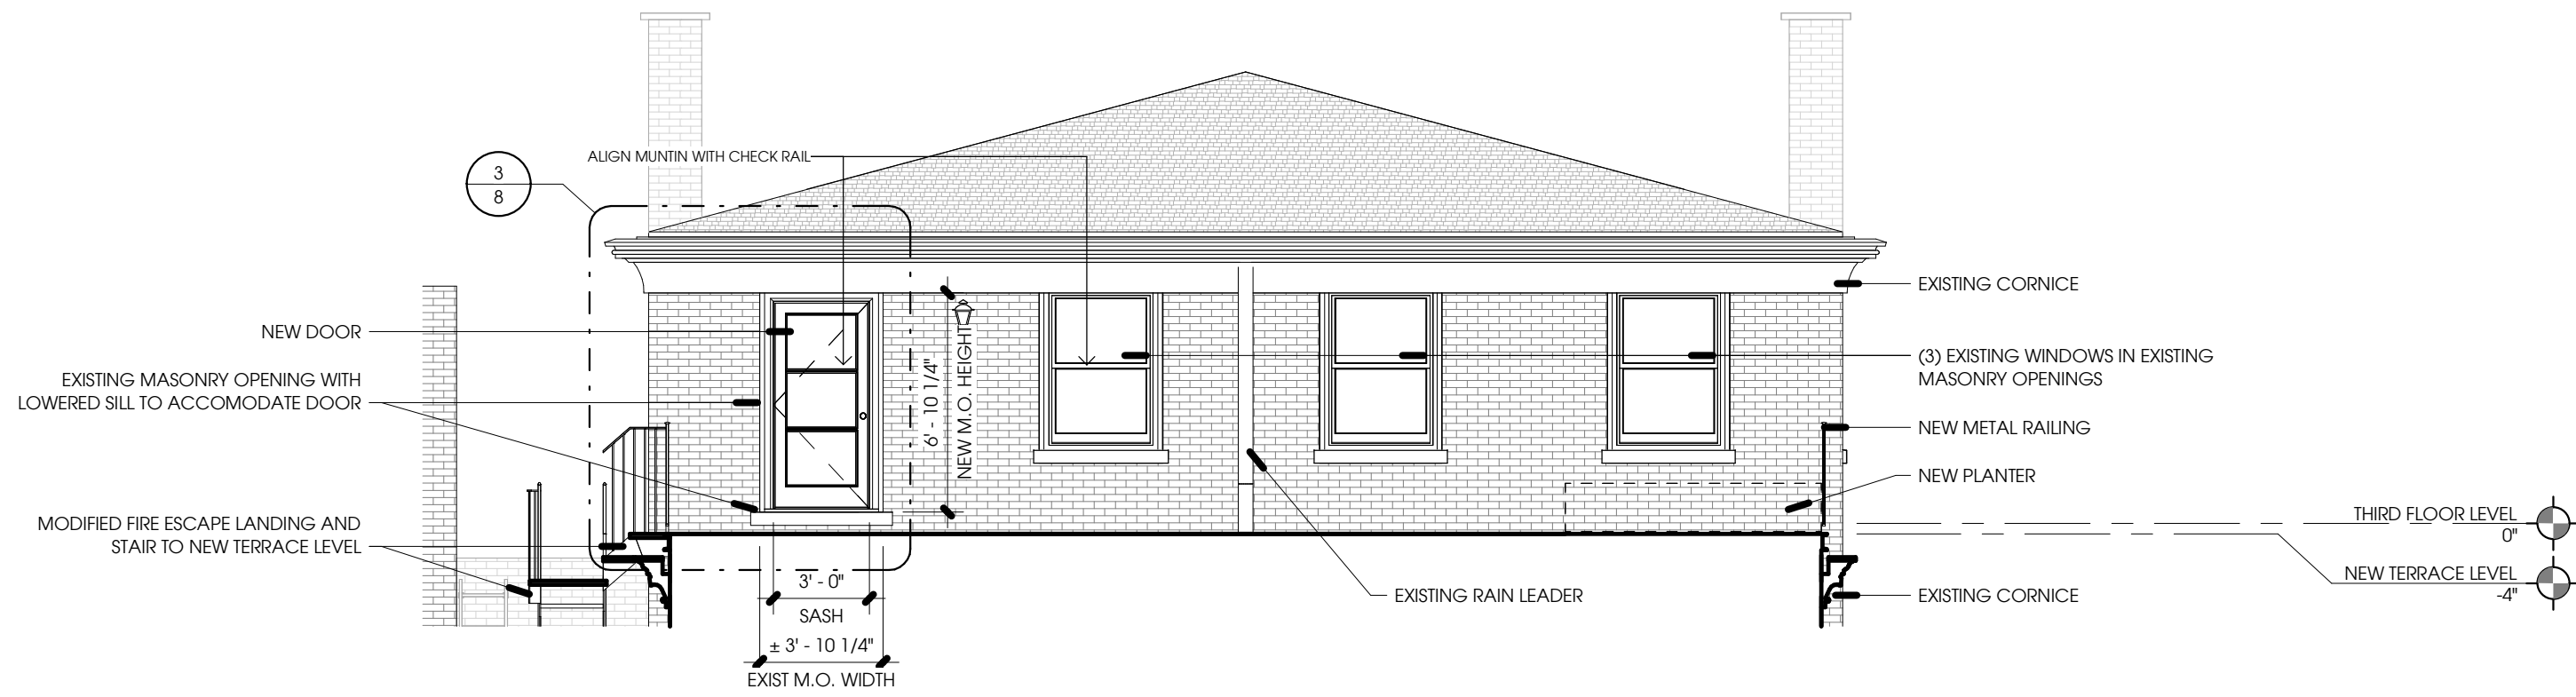 3
8
ALIGN MUNTIN WITH CHECK RAIL
NEW DOOR
EXISTING MASONRY OPENING WITH
LOWERED SILL TO ACCOMODATE DOOR
MODIFIED FIRE ESCAPE LANDING AND
STAIR TO NEW TERRACE LEVEL
6' - 10 1/4"
NEW M.O. HEIGHT
3' - 0"
SASH
± 3' - 10 1/4"
EXIST M.O. WIDTH
EXISTING RAIN LEADER
EXISTING CORNICE
(3) EXISTING WINDOWS IN EXISTING
MASONRY OPENINGS
NEW METAL RAILING
NEW PLANTER
EXISTING CORNICE
THIRD FLOOR LEVEL
0"
NEW TERRACE LEVEL
-4"